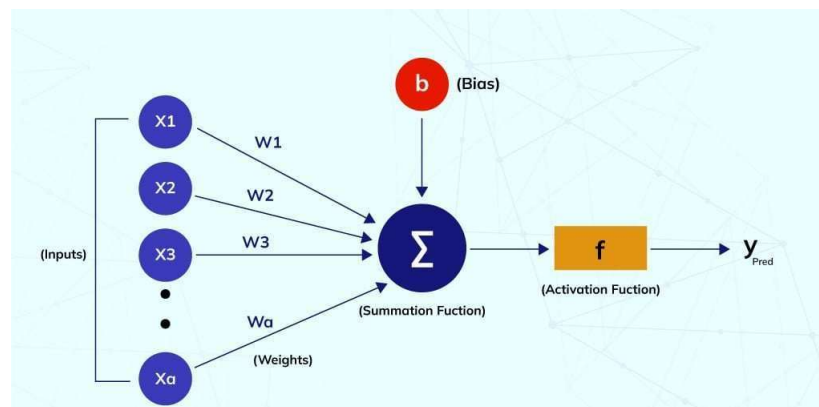 b
(Bias)
X1
W1
X2
W2
X3
W3
(Inputs)
Σ
f
y
Pred
(Activation Fuction)
(Summation Fuction)
Wa
(Weights)
Xa